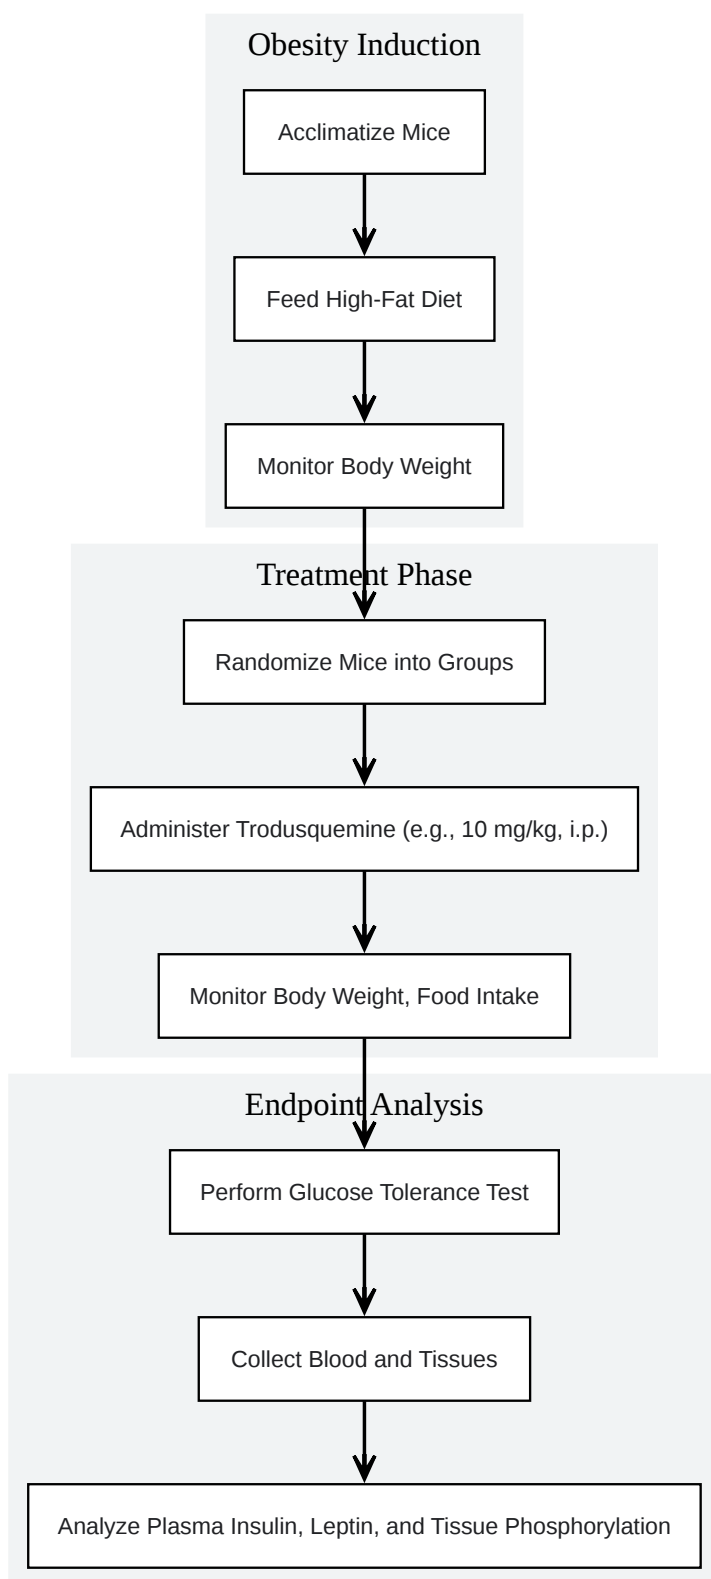 Obesity Induction
Acclimatize Mice
Feed High-Fat Diet
Monitor Body Weight
Treatment Phase
Randomize Mice into Groups
Administer Trodusquemine (e.g., 10 mg/kg, i.p.)
Monitor Body Weight, Food Intake
Endpoint Analysis
Perform Glucose Tolerance Test
Collect Blood and Tissues
Analyze Plasma Insulin, Leptin, and Tissue Phosphorylation